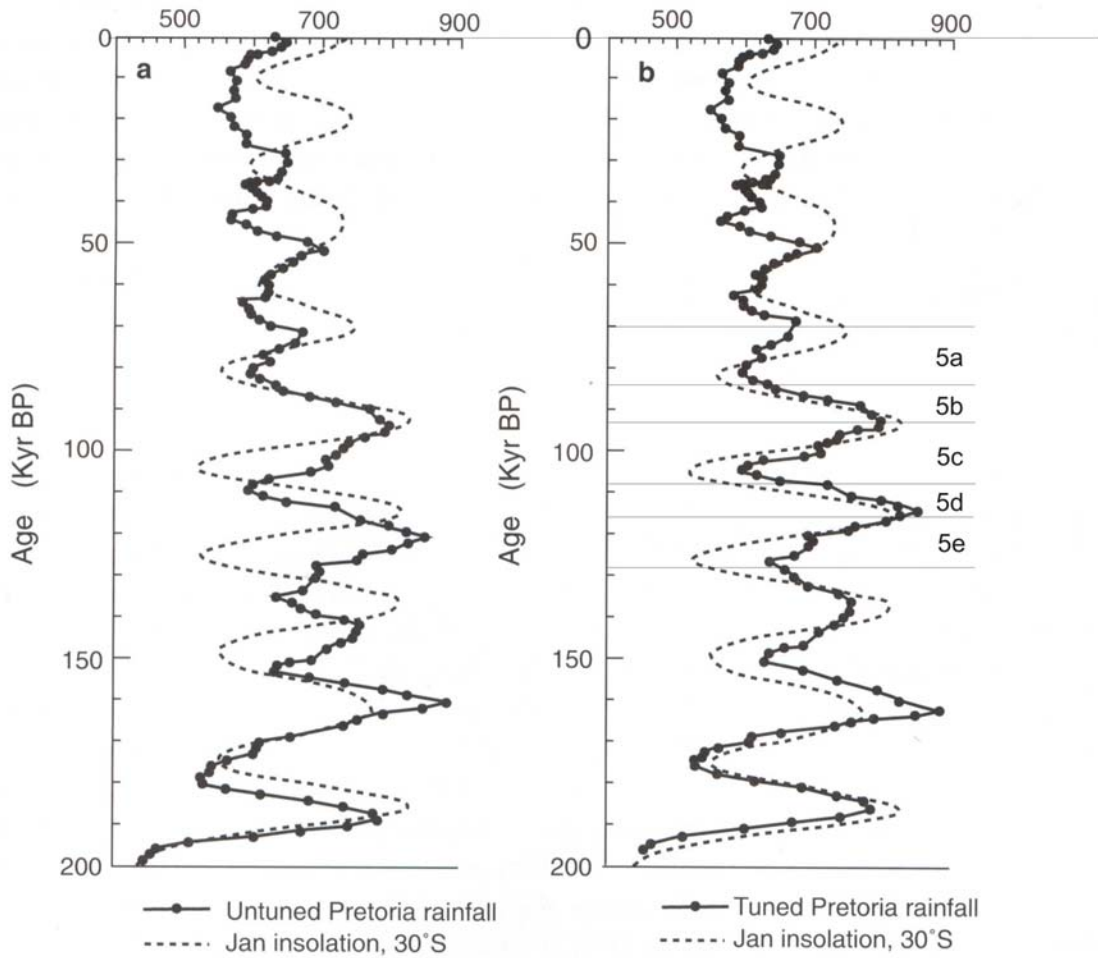 500 700 900
0
a
50
100
150
200
Age (Kyr BP)
Untuned Pretoria rainfall
Jan insolation, 30°S
500 700 900
0
b
50
5a
5b
100
5c
5d
5e
150
200
Age (Kyr BP)
Tuned Pretoria rainfall
Jan insolation, 30°S